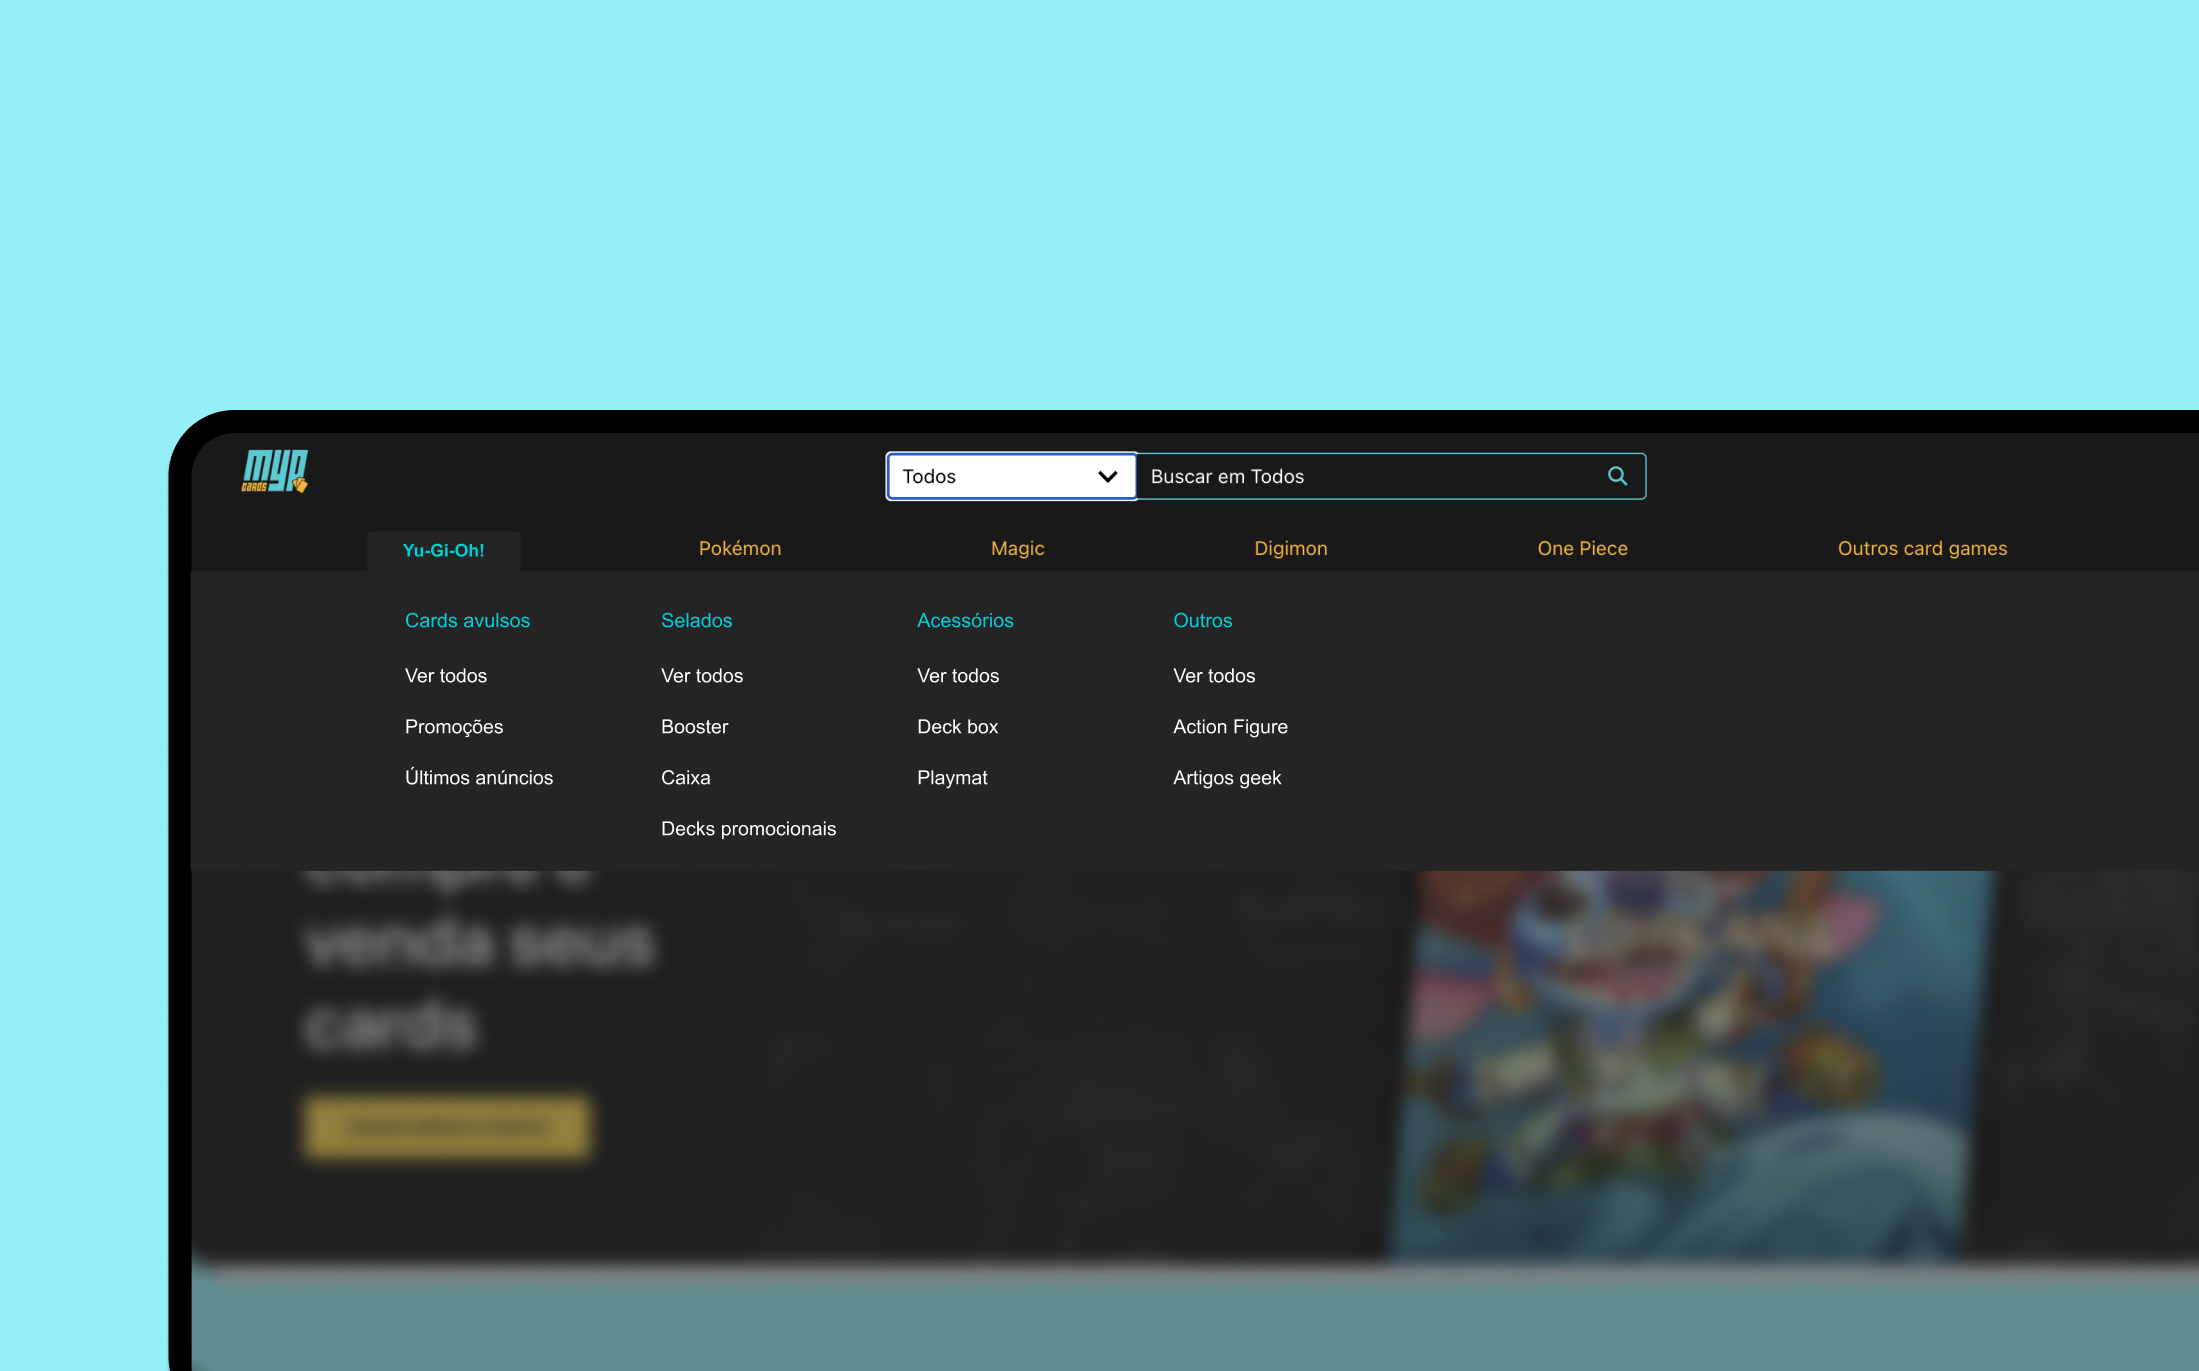 MYP
CARDS
Todos
Buscar em Todos
Yu-Gi-Oh!
Pokémon
Magic
Digimon
One Piece
Outros card games
Cards avulsos
Ver todos
Promoções
Últimos anúncios
Selados
Ver todos
Booster
Caixa
Decks promocionais
Acessórios
Ver todos
Deck box
Playmat
Outros
Ver todos
Action Figure
Artigos geek
compre e
venda seus
cards